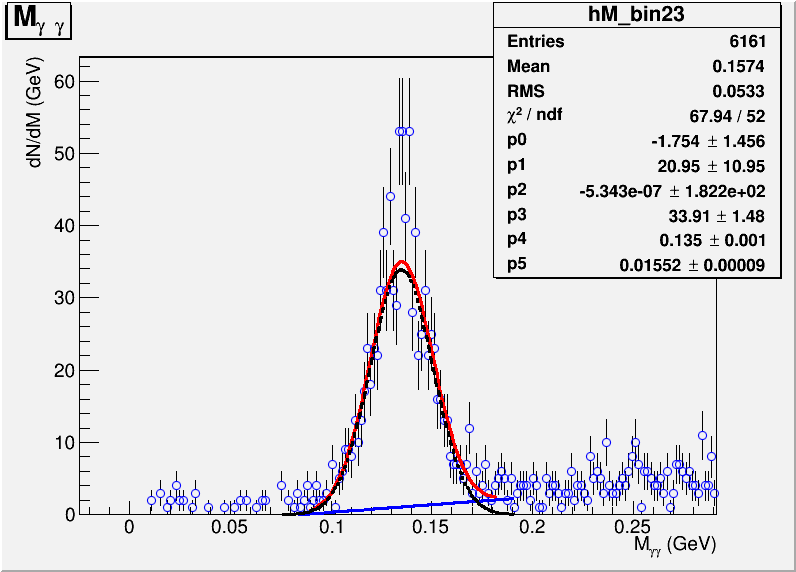 M γ γ
hM_bin23
Entries 6161
Mean 0.1574
RMS 0.0533
χ² / ndf 67.94 / 52
p0 -1.754 ± 1.456
p1 20.95 ± 10.95
p2 -5.343e-07 ± 1.822e+02
p3 33.91 ± 1.48
p4 0.135 ± 0.001
p5 0.01552 ± 0.00009
dN/dM (GeV)
60
50
40
30
20
10
0
0 0.05 0.1 0.15 0.2 0.25
Mγγ (GeV)